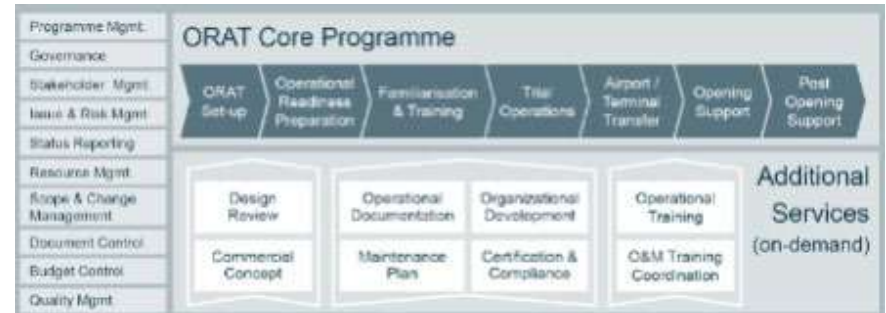 Programme Mgmt.
Governance
Stakeholder Mgmt.
Issue & Risk Mgmt.
Status Reporting
Resource Mgmt.
Scope & Change
Management
Document Control
Budget Control
Quality Mgmt.
ORAT Core Programme
ORAT
Set-up
Operational
Readiness
Preparation
Familiarisation
& Training
Trial
Operations
Airport /
Terminal
Transfer
Opening
Support
Post
Opening
Support
Design
Review
Commercial
Concept
Operational
Documentation
Organizational
Development
Maintenance
Plan
Certification &
Compliance
Operational
Training
O&M Training
Coordination
Additional
Services
(on-demand)